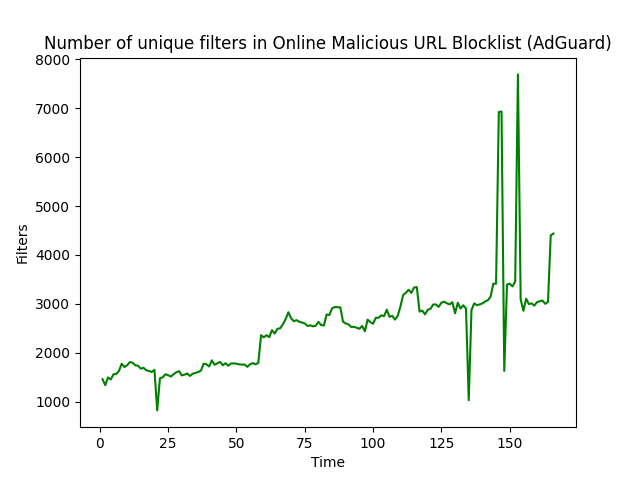 Number of unique filters in Online Malicious URL Blocklist (AdGuard)
8000
7000
6000
5000
4000
3000
2000
1000
Filters
0 25 50 75 100 125 150
Time